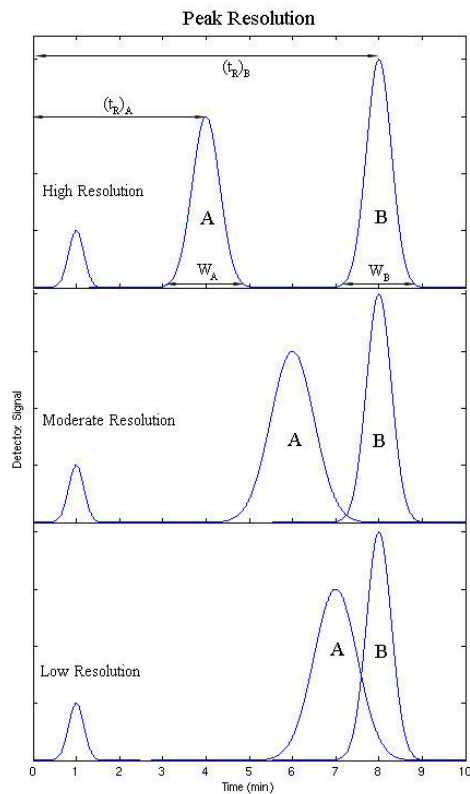 Peak Resolution
(tR)B
(tR)A
High Resolution
A
B
WA
WB
Detector Signal
Moderate Resolution
A
B
Low Resolution
A
B
0 1 2 3 4 5 6 7 8 9 10
Time (min)